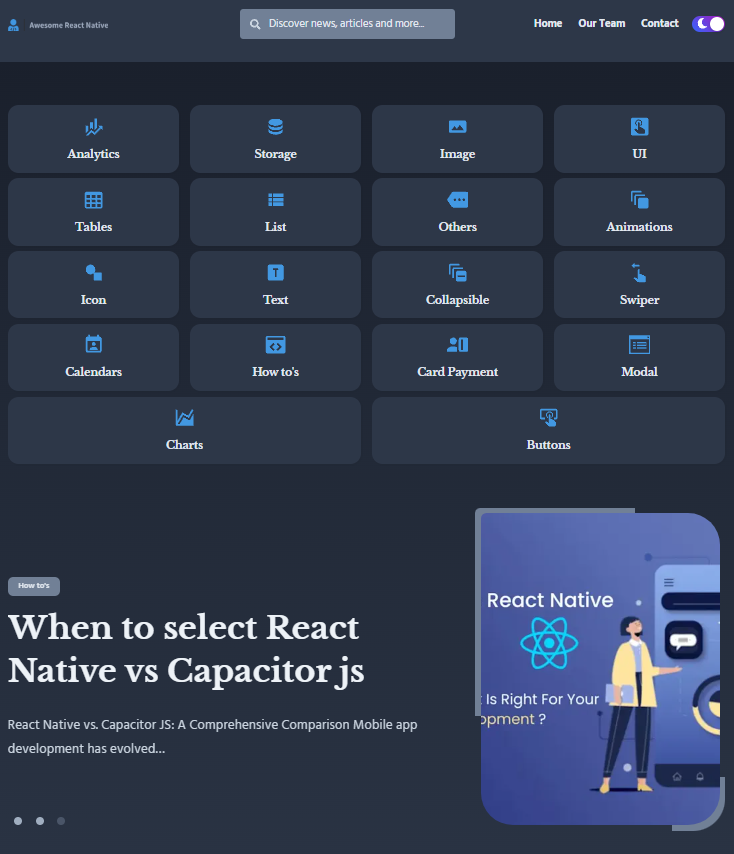 Awesome React Native
Discover news, articles and more...
Home Our Team Contact
Analytics Storage Image UI
Tables List Others Animations
Icon Text Collapsible Swiper
T
Calendars How to's Card Payment Modal
Charts Buttons
How to's
When to select React
Native vs Capacitor js
React Native vs. Capacitor JS: A Comprehensive Comparison Mobile app
development has evolved...
React Native
Is Right For Your
opment ?